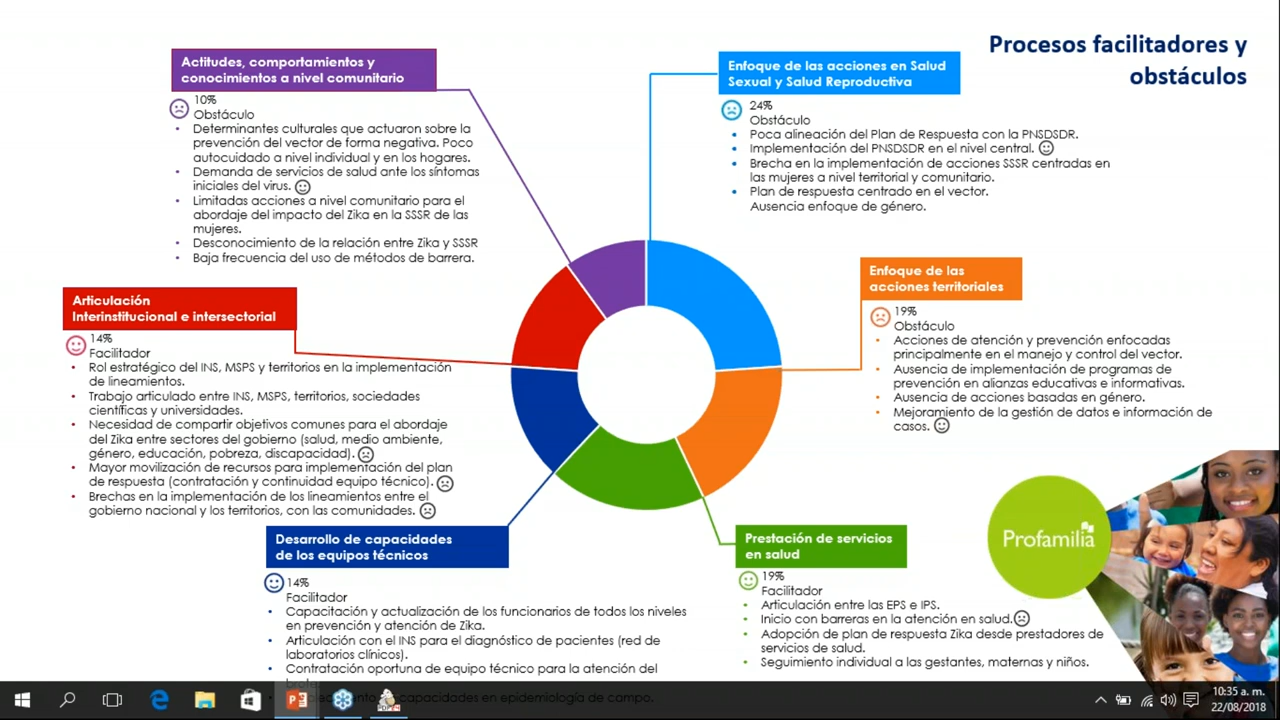 Procesos facilitadores y
obstáculos
Actitudes, comportamientos y
conocimientos a nivel comunitario
10%
Obstáculo
• Determinantes culturales que actuaron sobre la
prevención del vector de forma negativa. Poco
autocuidado a nivel individual y en los hogares.
• Demanda de servicios de salud ante los síntomas
iniciales del virus.
• Limitadas acciones a nivel comunitario para el
abordaje del impacto del Zika en la SSSR de las
mujeres.
• Desconocimiento de la relación entre Zika y SSSR
• Baja frecuencia del uso de métodos de barrera.
Enfoque de las acciones en Salud
Sexual y Salud Reproductiva
24%
Obstáculo
• Poca alineación del Plan de Respuesta con la PNSDSDR.
• Implementación del PNSDSDR en el nivel central.
• Brecha en la implementación de acciones SSSR centradas en
las mujeres a nivel territorial y comunitario.
• Plan de respuesta centrado en el vector.
Ausencia enfoque de género.
Enfoque de las
acciones territoriales
19%
Obstáculo
• Acciones de atención y prevención enfocadas
principalmente en el manejo y control del vector.
• Ausencia de implementación de programas de
prevención en alianzas educativas e informativas.
• Ausencia de acciones basadas en género.
• Mejoramiento de la gestión de datos e información de
casos.
Articulación
Interinstitucional e intersectorial
14%
Facilitador
• Rol estratégico del INS, MSPS y territorios en la implementación
de lineamientos.
• Trabajo articulado entre INS, MSPS, territorios, sociedades
científicas y universidades.
• Necesidad de compartir objetivos comunes para el abordaje
del Zika entre sectores del gobierno (salud, medio ambiente,
género, educación, pobreza, discapacidad).
• Mayor movilización de recursos para implementación del plan
de respuesta (contratación y continuidad equipo técnico).
• Brechas en la implementación de los lineamientos entre el
gobierno nacional y los territorios, con las comunidades.
Desarrollo de capacidades
de los equipos técnicos
14%
Facilitador
• Capacitación y actualización de los funcionarios de todos los niveles
en prevención y atención de Zika.
• Articulación con el INS para el diagnóstico de pacientes (red de
laboratorios clínicos).
• Contratación oportuna de equipo técnico para la atención del
capacidades en epidemiología de campo.
Prestación de servicios
en salud
19%
Facilitador
• Articulación entre las EPS e IPS.
• Inicio con barreras en la atención en salud.
• Adopción de plan de respuesta Zika desde prestadores de
servicios de salud.
• Seguimiento individual a las gestantes, maternas y niños.
Profamilia
10:35 a. m.
22/08/2018